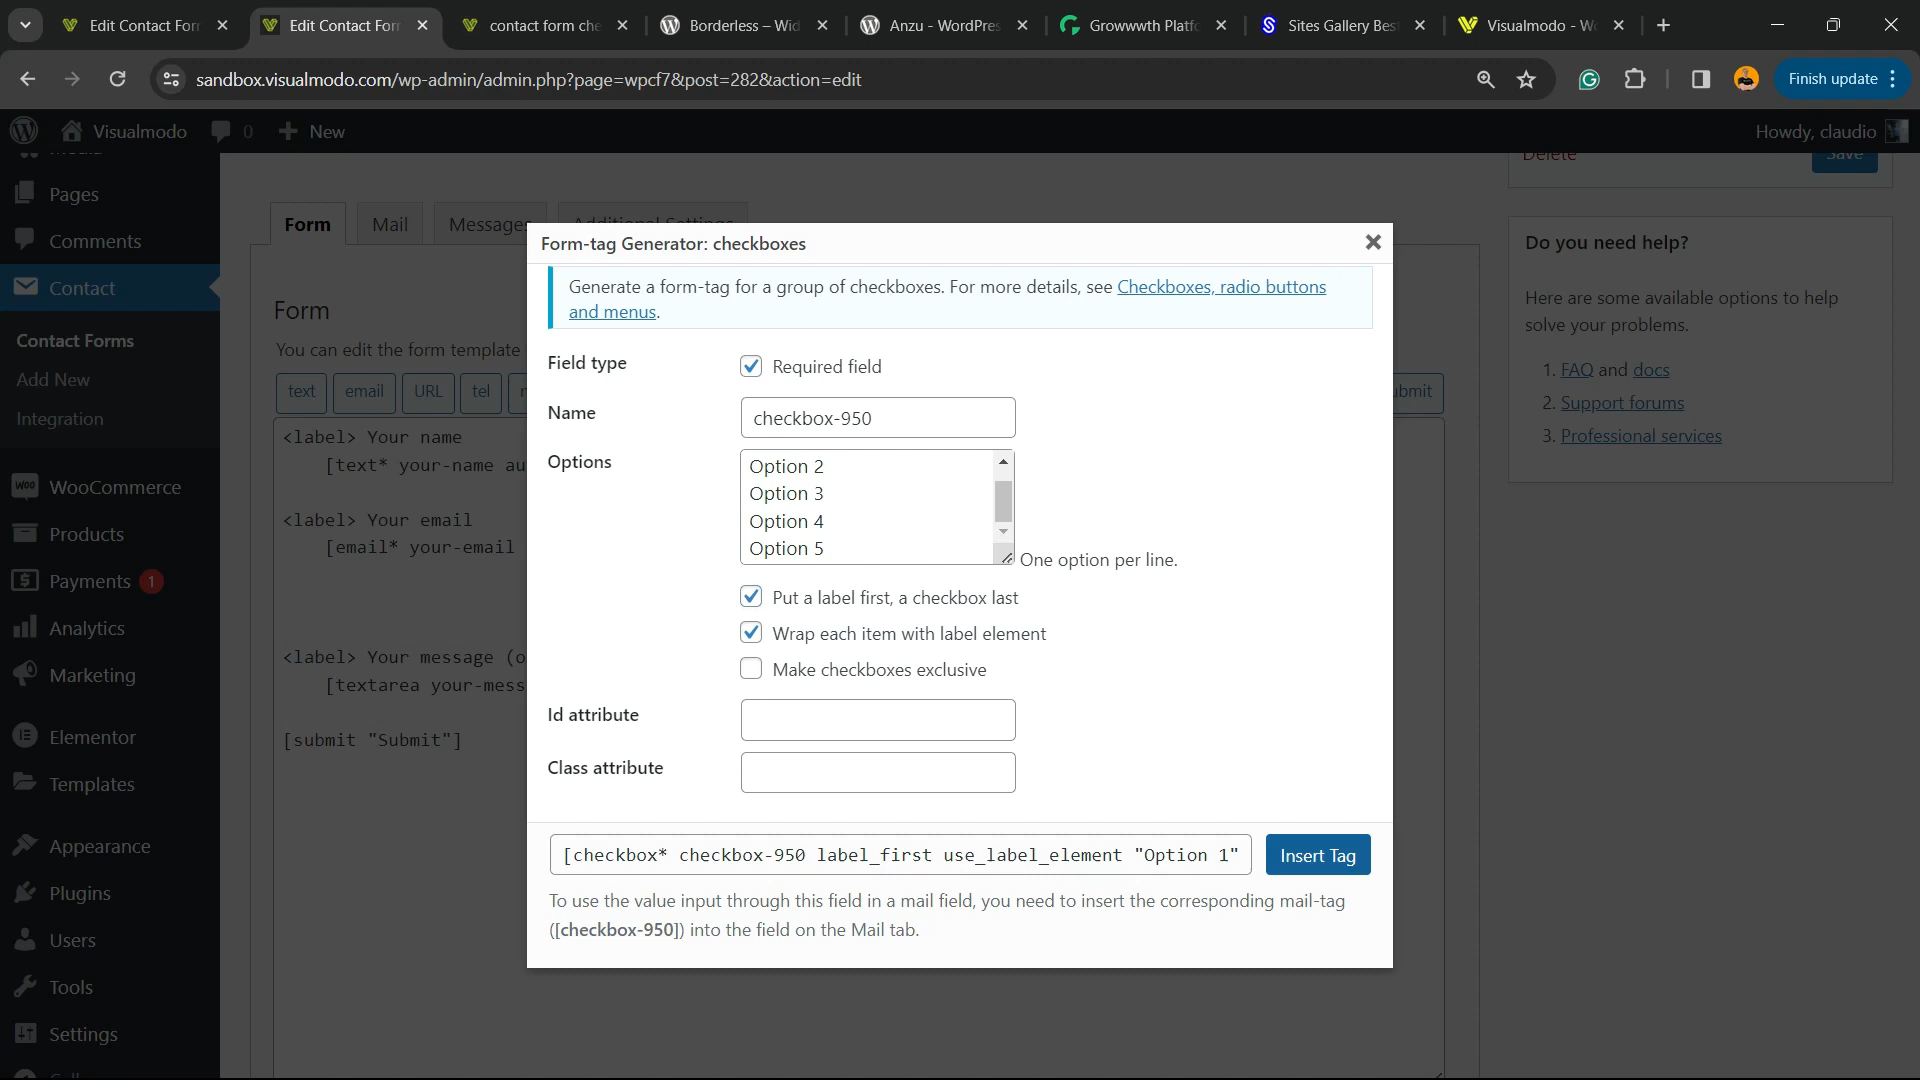 Edit Contact For
Edit Contact For
contact form che
Borderless – Wid
Anzu - WordPres
Growwwth Platfo
Sites Gallery Bes
Visualmodo - W
sandbox.visualmodo.com/wp-admin/admin.php?page=wpcf7&post=282&action=edit
Finish update
Visualmodo
0
New
Howdy, claudio
Pages
Comments
Contact
Contact Forms
Add New
Integration
WooCommerce
Products
Payments 1
Analytics
Marketing
Elementor
Templates
Appearance
Plugins
Users
Tools
Settings
Form
Mail
Messages
Additional Settings
Form
You can edit the form template
text
email
URL
tel
<label> Your name
[text* your-name au
<label> Your email
[email* your-email
<label> Your message (o
[textarea your-mess
[submit "Submit"]
Form-tag Generator: checkboxes
Generate a form-tag for a group of checkboxes. For more details, see Checkboxes, radio buttons
and menus.
Field type
Required field
Name
checkbox-950
Options
Option 2
Option 3
Option 4
Option 5
One option per line.
Put a label first, a checkbox last
Wrap each item with label element
Make checkboxes exclusive
Id attribute
Class attribute
[checkbox* checkbox-950 label_first use_label_element "Option 1"
Insert Tag
To use the value input through this field in a mail field, you need to insert the corresponding mail-tag
([checkbox-950]) into the field on the Mail tab.
ubmit
Delete
Save
Do you need help?
Here are some available options to help
solve your problems.
1. FAQ and docs
2. Support forums
3. Professional services